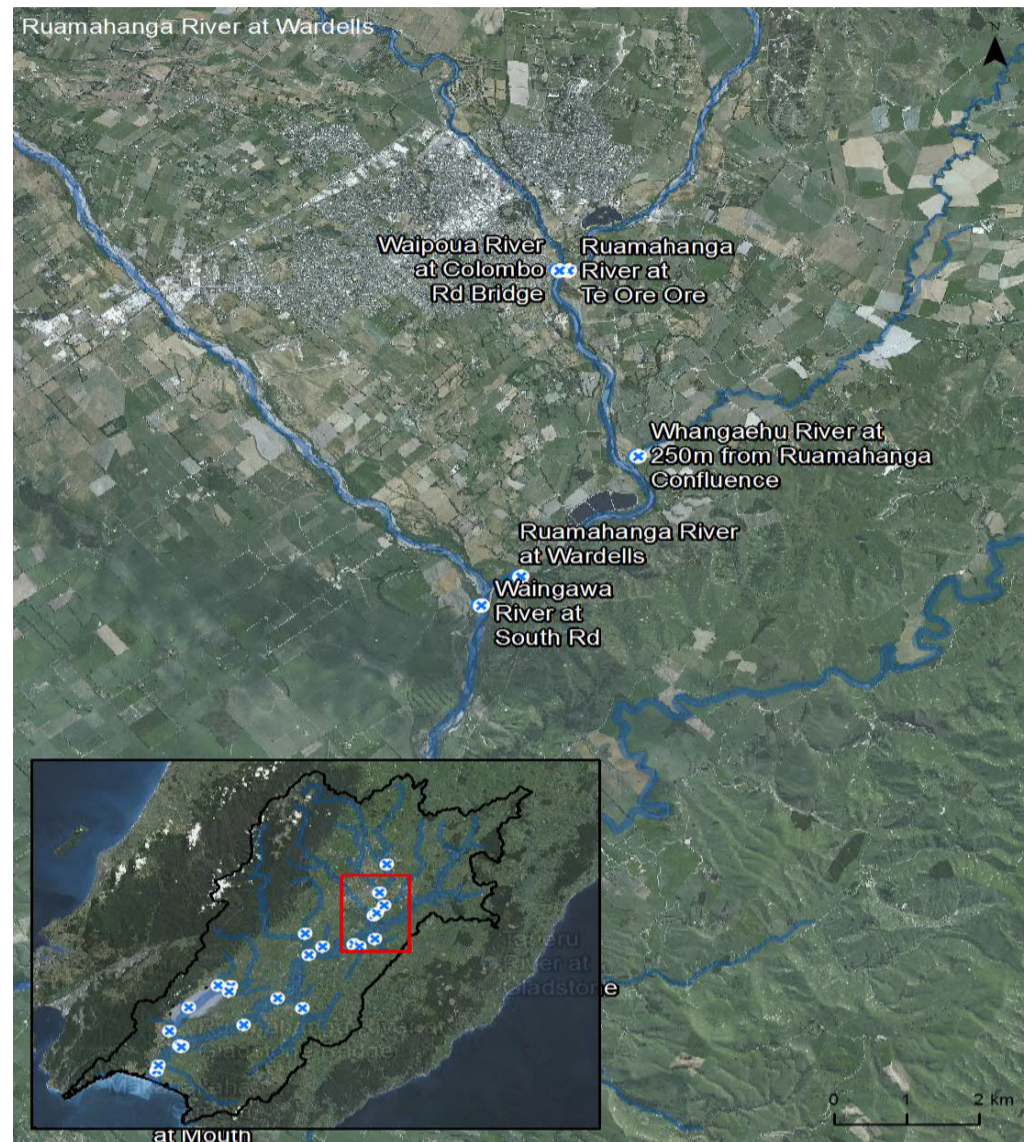 Ruamahanga River at Wardells
Waipoua River
at Colombo
Rd Bridge
Ruamahanga
River at
Te Ore Ore
Whangaehu River at
250m from Ruamahanga
Confluence
Ruamahanga River
at Wardells
Waingawa
River at
South Rd
River at
at Mouth
0 1 2 km